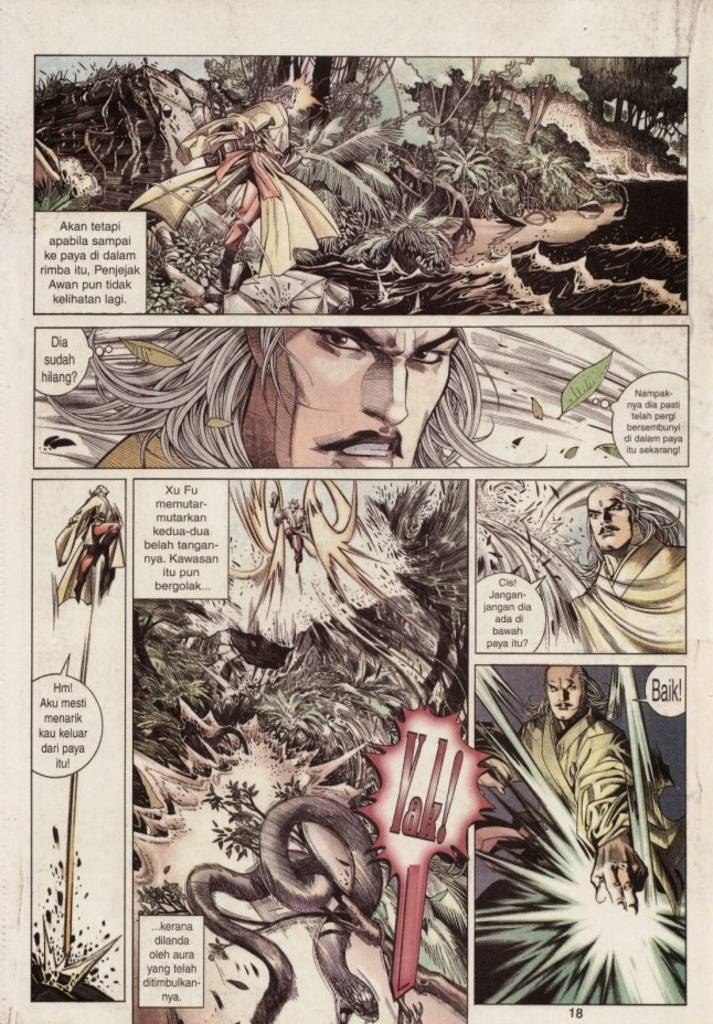 Akan tetapi
apabila sampai
ke paya di dalam
rimba itu, Penjejak
Awan pun tidak
kelihatan lagi.
Dia
sudah
hilang?
Nampak-
nya dia pasti
telah pergi
bersembunyi
di dalam paya
itu sekarang!
Hm!
Aku mesti
menarik
kau keluar
dari paya
itu!
Xu Fu
memutar-
mutarkan
kedua-dua
belah tangan-
nya. Kawasan
itu pun
bergolak...
Yak!
...kerana
dilanda
oleh aura
yang telah
ditimbulkan-
nya.
Cis!
Jangan-
jangan dia
ada di
bawah
paya itu?
Baik!
18